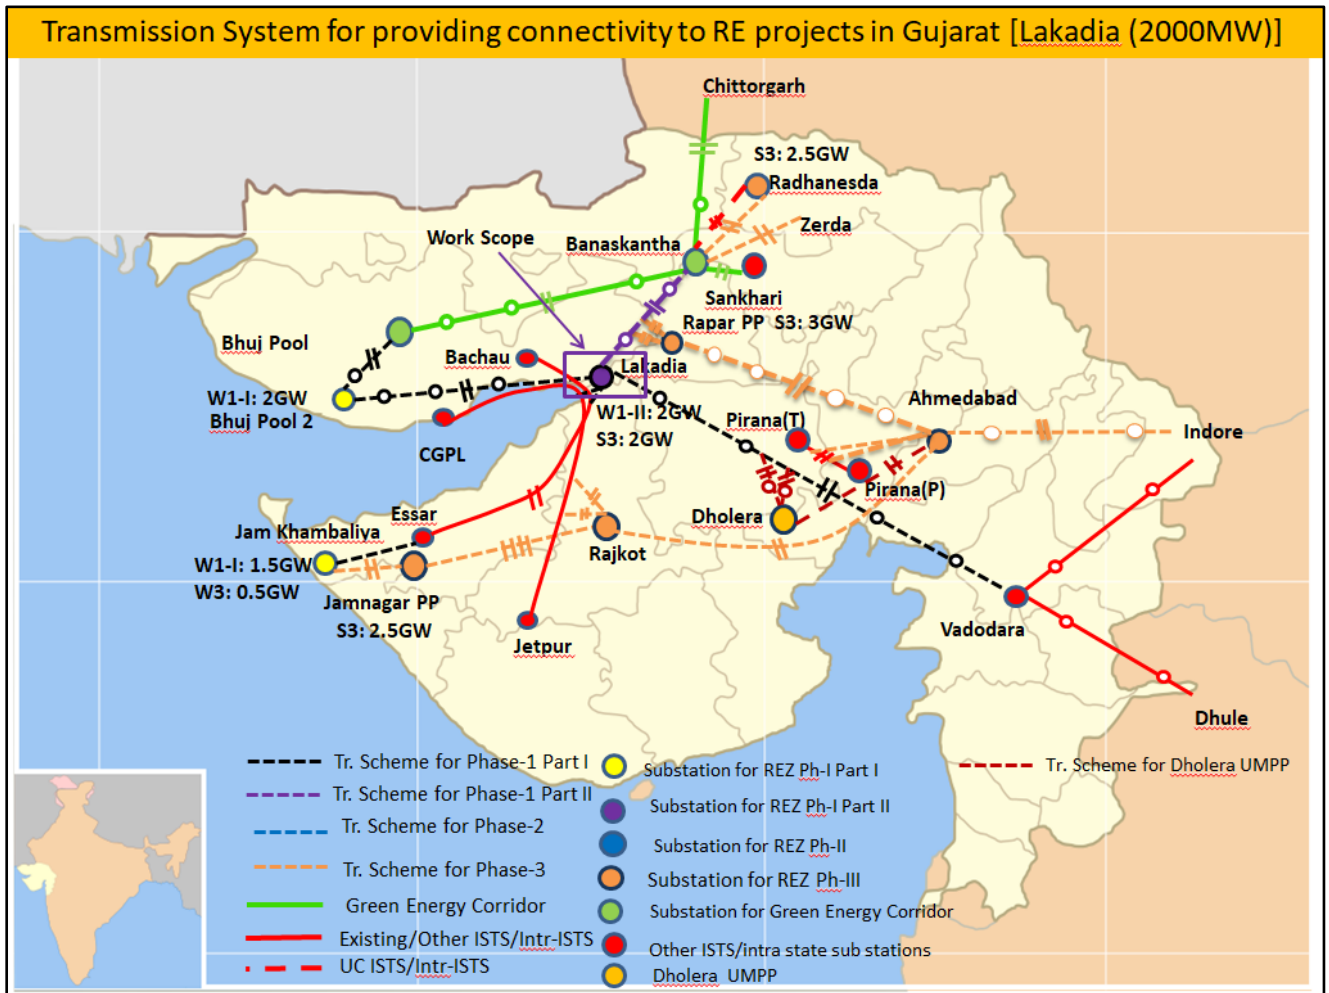 Transmission System for providing connectivity to RE projects in Gujarat [Lakadia (2000MW)]
Chittorgarh
S3: 2.5GW
Radhanesda
Zerda
Work Scope
Banaskantha
Sankhari
Rapar PP S3: 3GW
Bhuj Pool
Bachau
Lakadia
W1-I: 2GW
Bhuj Pool 2
W1-II: 2GW
S3: 2GW
Ahmedabad
Pirana(T)
Indore
CGPL
Pirana(P)
Essar
Dholera
Jam Khambaliya
Rajkot
W1-I: 1.5GW
W3: 0.5GW
Jamnagar PP
S3: 2.5GW
Jetpur
Vadodara
Dhule
Tr. Scheme for Phase-1 Part I
Tr. Scheme for Phase-1 Part II
Tr. Scheme for Phase-2
Tr. Scheme for Phase-3
Green Energy Corridor
Existing/Other ISTS/Intr-ISTS
UC ISTS/Intr-ISTS
Substation for REZ Ph-I Part I
Substation for REZ Ph-I Part II
Substation for REZ Ph-II
Substation for REZ Ph-III
Substation for Green Energy Corridor
Other ISTS/intra state sub stations
Dholera UMPP
Tr. Scheme for Dholera UMPP